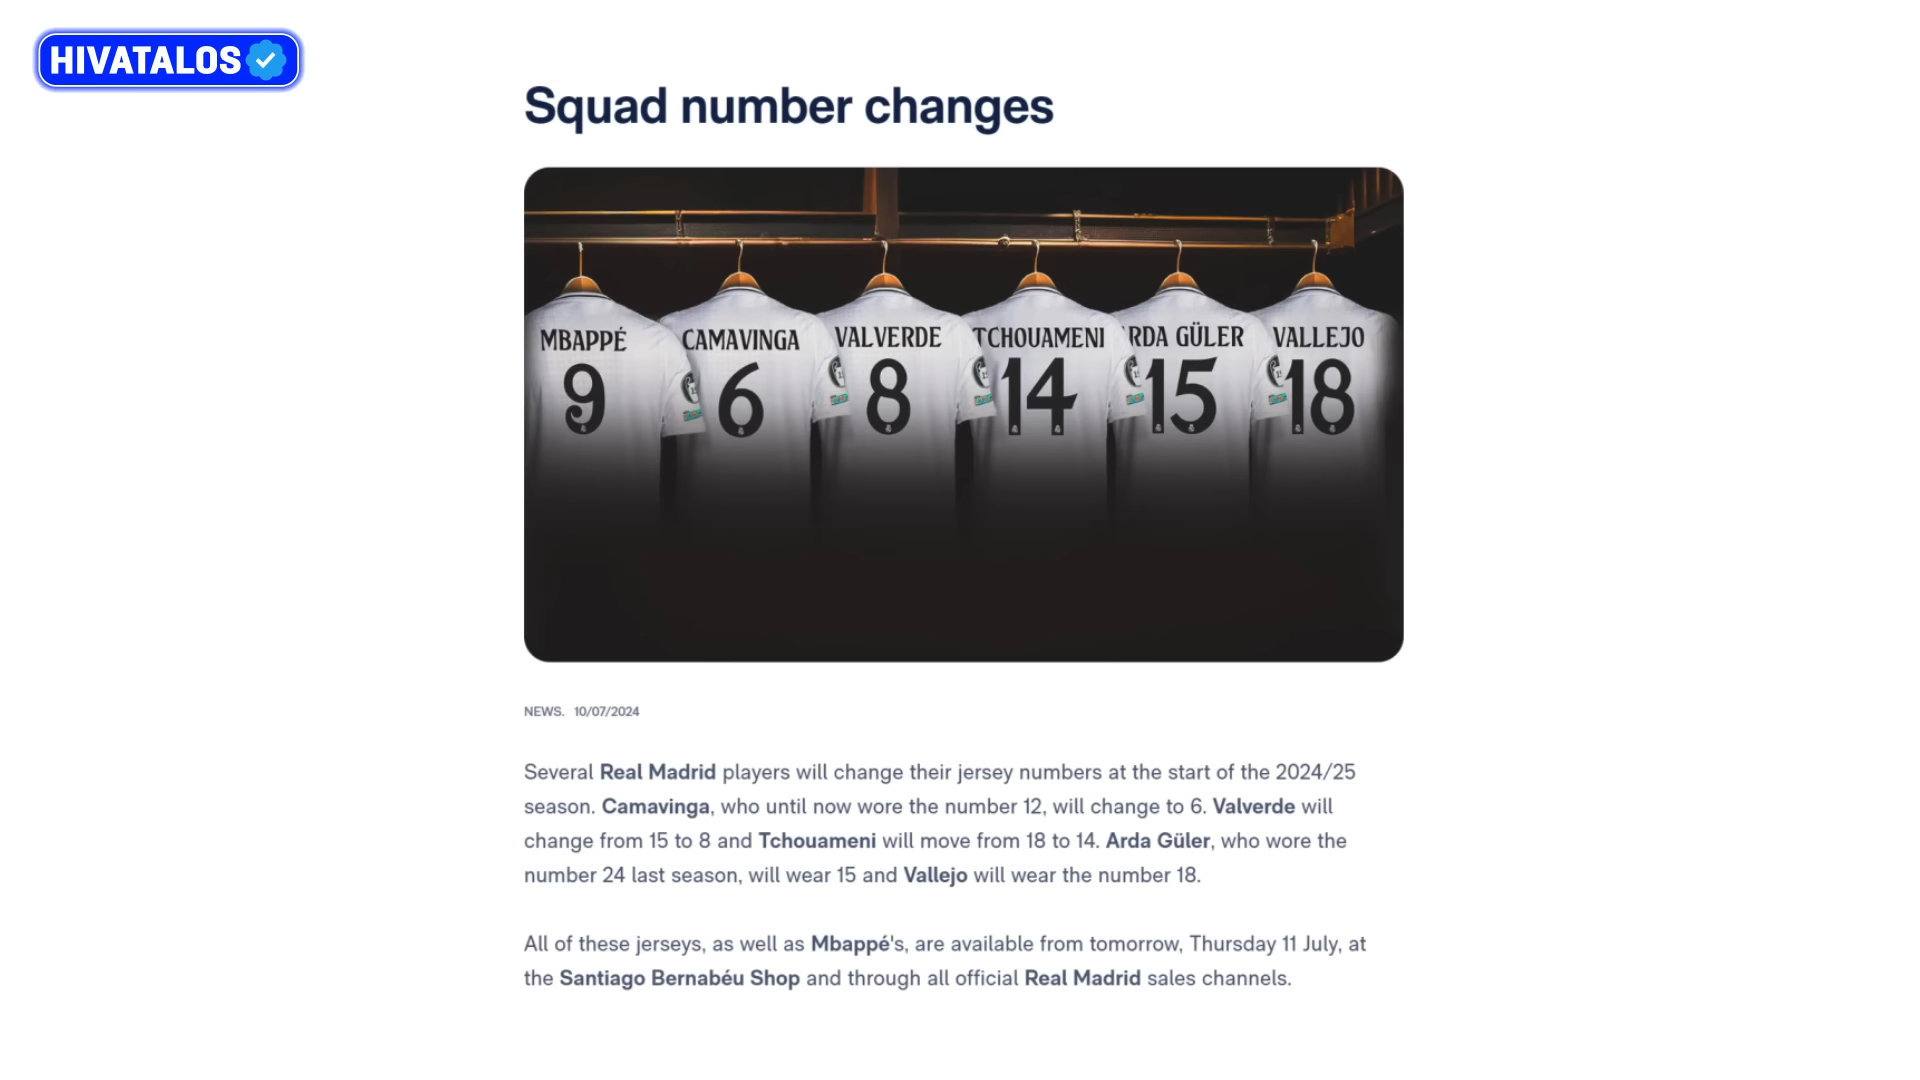 HIVATALOS
Squad number changes
MBAPPÉ CAMAVINGA VALVERDE TCHOUAMENI ARDA GÜLER VALLEJO
9 6 8 14 15 18
NEWS. 10/07/2024
Several Real Madrid players will change their jersey numbers at the start of the 2024/25
season. Camavinga, who until now wore the number 12, will change to 6. Valverde will
change from 15 to 8 and Tchouameni will move from 18 to 14. Arda Güler, who wore the
number 24 last season, will wear 15 and Vallejo will wear the number 18.
All of these jerseys, as well as Mbappé's, are available from tomorrow, Thursday 11 July, at
the Santiago Bernabéu Shop and through all official Real Madrid sales channels.